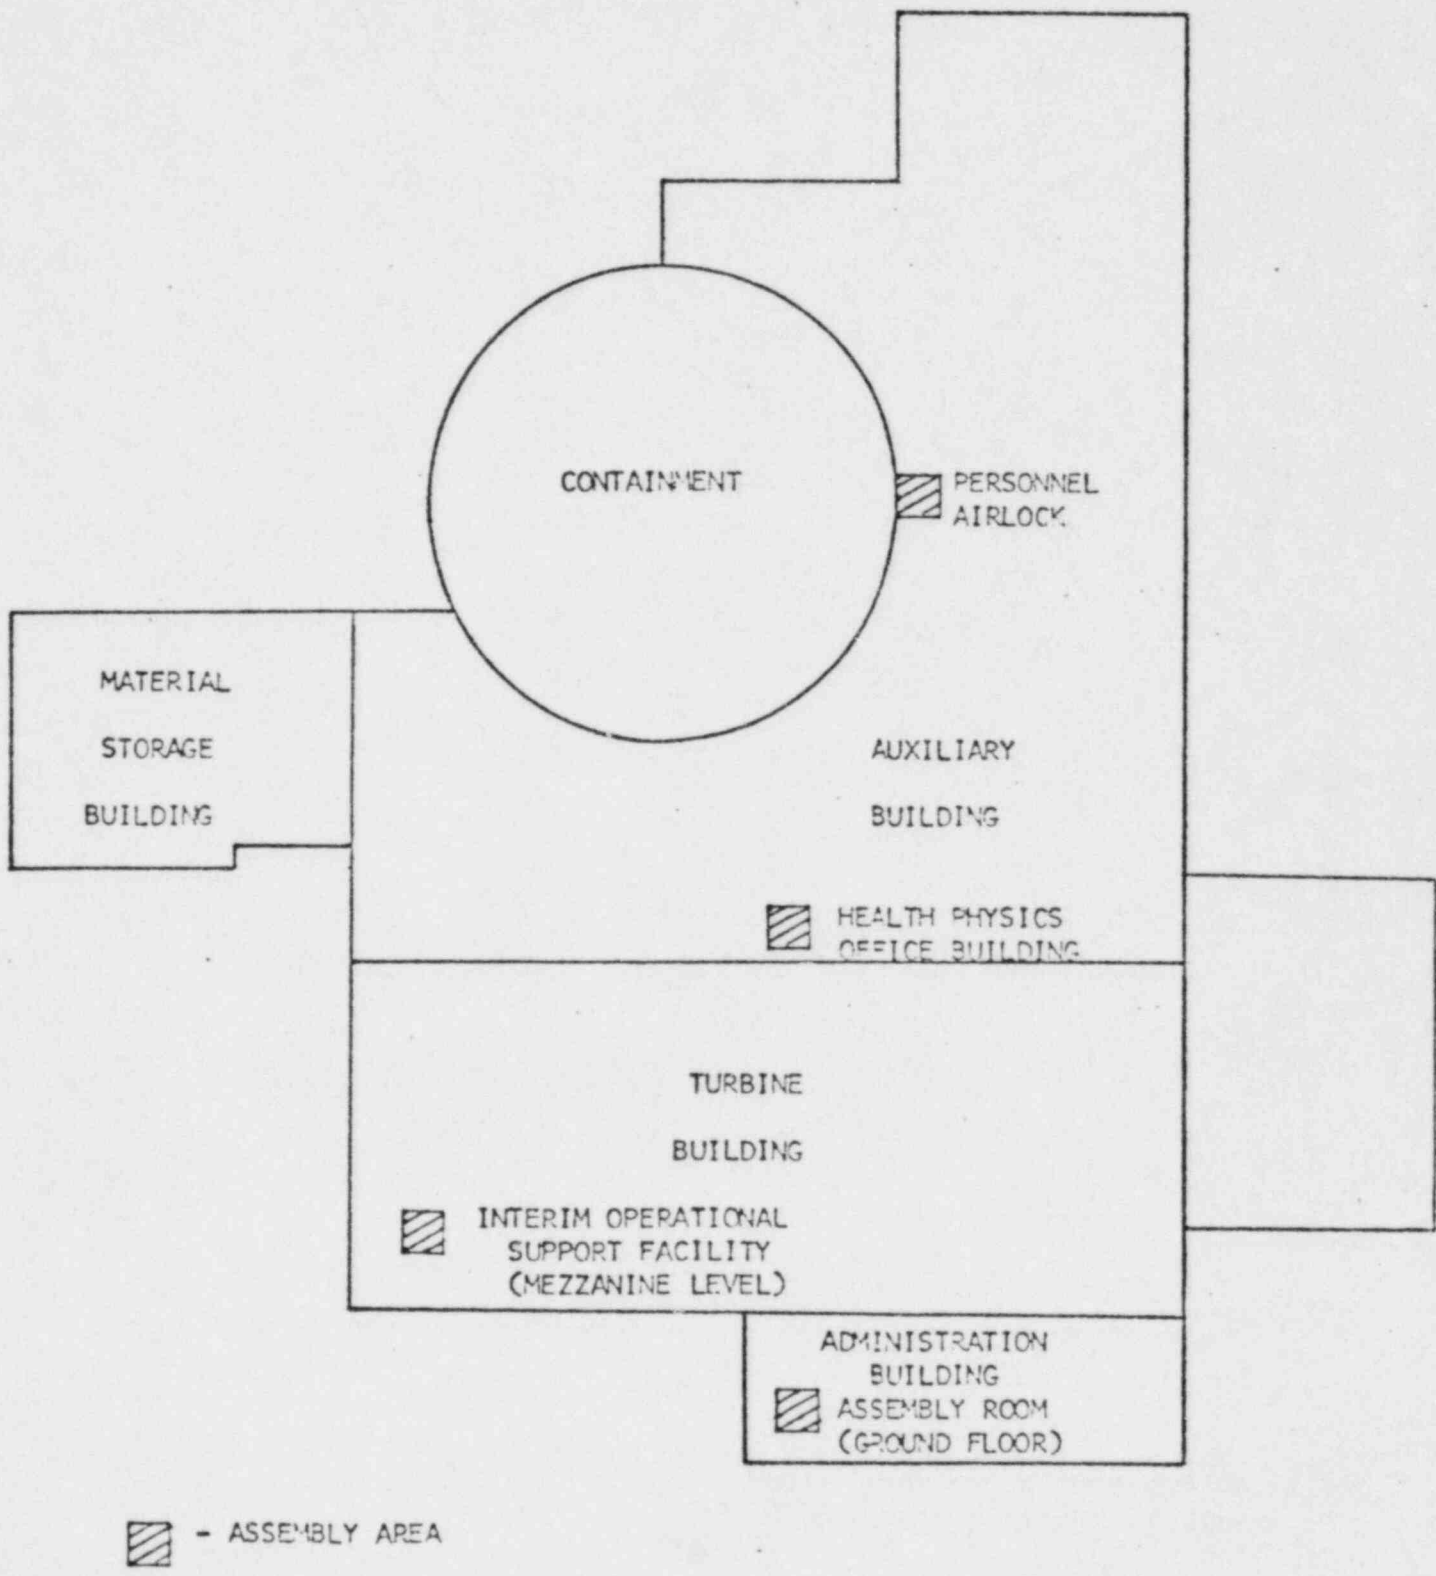 CONTAINMENT
PERSONNEL
AIRLOCK
MATERIAL
STORAGE
BUILDING
AUXILIARY
BUILDING
HEALTH PHYSICS
OFFICE BUILDING
TURBINE
BUILDING
INTERIM OPERATIONAL
SUPPORT FACILITY
(MEZZANINE LEVEL)
ADMINISTRATION
BUILDING
ASSEMBLY ROOM
(GROUND FLOOR)
- ASSEMBLY AREA